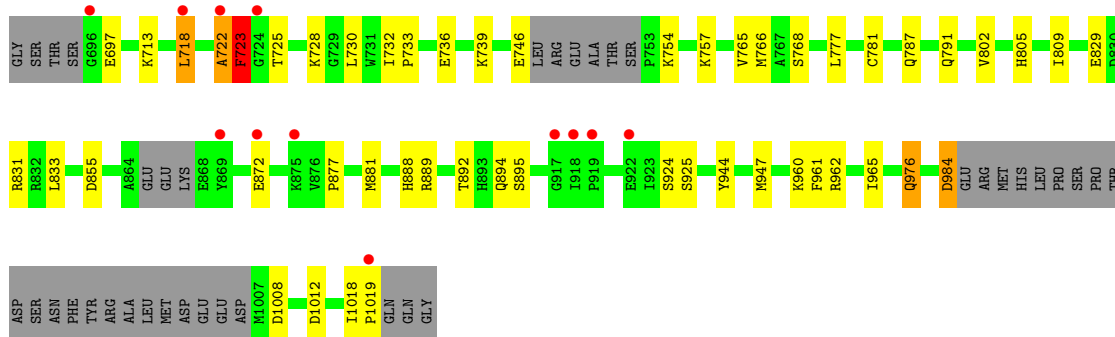 GLY SER THR SER G696 E697 K713 L718 A722 F723 G724 T725 K728 G729 L730 W731 I732 P733 E736 K739 E746 LEU ARG GLU ALA THR SER P753 K754 K757 V765 M766 A767 S768 L777 C781 Q787 Q791 V802 H805 I809 E829 D830
R831 R832 L833 D855 A864 GLU GLU LYS E868 Y869 E872 K875 V876 P877 M881 H888 R889 T892 H893 Q894 S895 G917 I918 P919 E922 I923 S924 S925 Y944 M947 K960 F961 R962 I965 Q976 D984 GLU ARG MET HIS LEU PRO SER PRO THR
ASP SER ASN PHE TYR ARG ALA LEU MET ASP GLU GLU ASP M1007 D1008 D1012 I1018 P1019 GLN GLN GLY